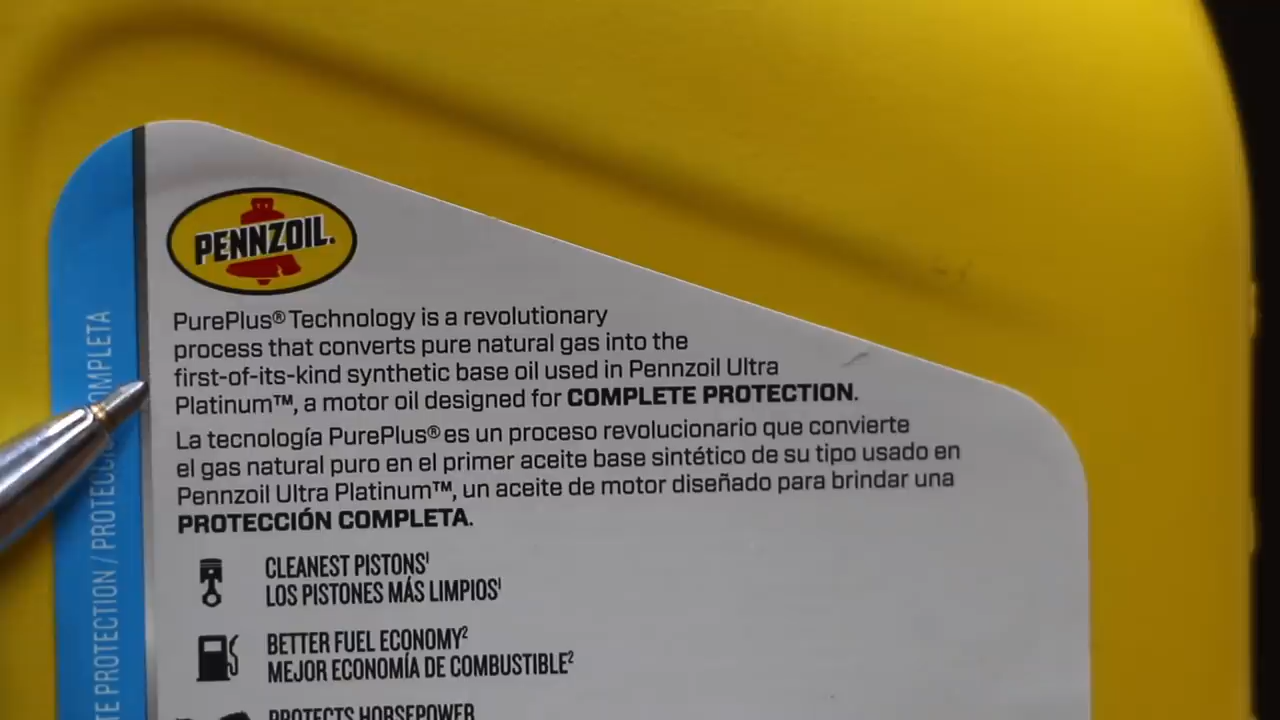 PENNZOIL.
PurePlus® Technology is a revolutionary
process that converts pure natural gas into the
first-of-its-kind synthetic base oil used in Pennzoil Ultra
Platinum™, a motor oil designed for COMPLETE PROTECTION.
La tecnología PurePlus® es un proceso revolucionario que convierte
el gas natural puro en el primer aceite base sintético de su tipo usado en
Pennzoil Ultra Platinum™, un aceite de motor diseñado para brindar una
PROTECCIÓN COMPLETA.
CLEANEST PISTONS¹
LOS PISTONES MÁS LIMPIOS¹
BETTER FUEL ECONOMY²
MEJOR ECONOMÍA DE COMBUSTIBLE²
PROTECTS HORSEPOWER
PROTECTION /